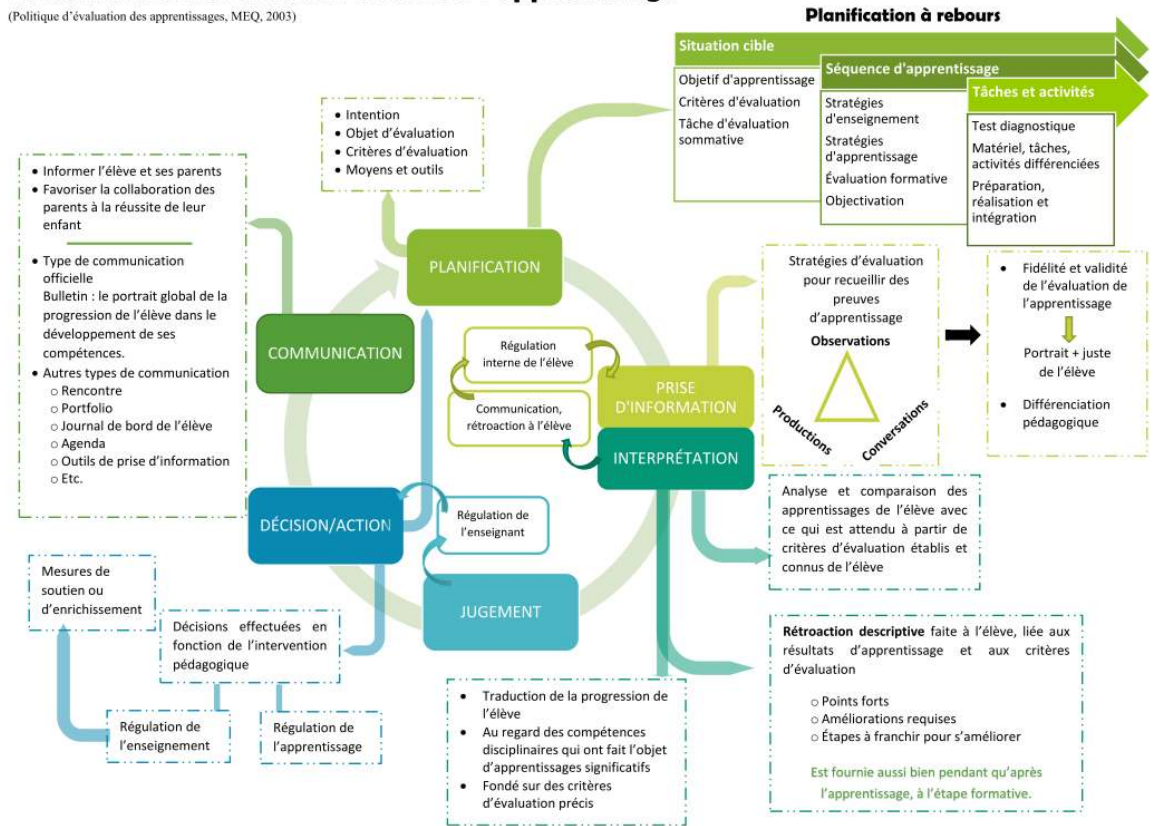 (Politique d'évaluation des apprentissages, MEQ, 2003)
Planification à rebours
Situation cible
Objetif d'apprentissage
Critères d'évaluation
Tâche d'évaluation
sommative
Séquence d'apprentissage
Stratégies
d'enseignement
Stratégies
d'apprentissage
Évaluation formative
Objectivation
Tâches et activités
Test diagnostique
Matériel, tâches,
activités différenciées
Préparation,
réalisation et
intégration
• Intention
• Objet d'évaluation
• Critères d'évaluation
• Moyens et outils
• Informer l'élève et ses parents
• Favoriser la collaboration des
parents à la réussite de leur
enfant
• Type de communication
officielle
Bulletin : le portrait global de la
progression de l'élève dans le
développement de ses
compétences.
• Autres types de communication
o Rencontre
o Portfolio
o Journal de bord de l'élève
o Agenda
o Outils de prise d'information
o Etc.
PLANIFICATION
COMMUNICATION
Régulation
interne de l'élève
Communication,
rétroaction à l'élève
PRISE
D'INFORMATION
INTERPRÉTATION
Stratégies d'évaluation
pour recueillir des
preuves
d'apprentissage
Observations
Productions
Conversations
• Fidélité et validité
de l'évaluation de
l'apprentissage
Portrait + juste
de l'élève
• Différenciation
pédagogique
DÉCISION/ACTION
Régulation de
l'enseignant
JUGEMENT
Analyse et comparaison des
apprentissages de l'élève avec
ce qui est attendu à partir de
critères d'évaluation établis et
connus de l'élève
Mesures de
soutien ou
d'enrichissement
Décisions effectuées en
fonction de l'intervention
pédagogique
Régulation de
l'enseignement
Régulation de
l'apprentissage
• Traduction de la progression de
l'élève
• Au regard des compétences
disciplinaires qui ont fait l'objet
d'apprentissages significatifs
• Fondé sur des critères
d'évaluation précis
Rétroaction descriptive faite à l'élève, liée aux
résultats d'apprentissage et aux critères
d'évaluation
o Points forts
o Améliorations requises
o Étapes à franchir pour s'améliorer
Est fournie aussi bien pendant qu'après
l'apprentissage, à l'étape formative.